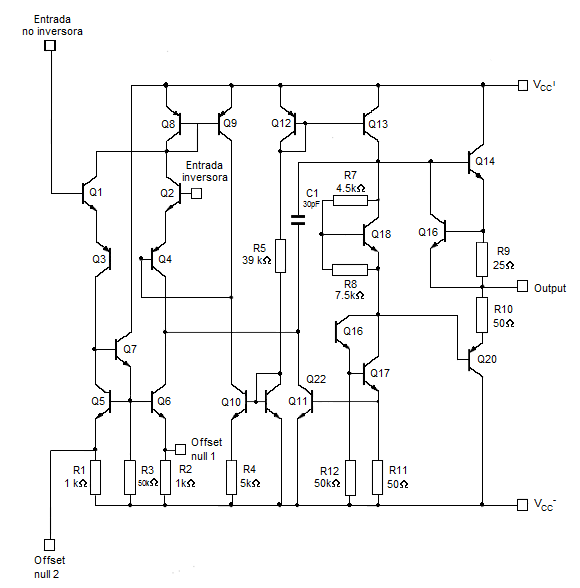 Entrada
no inversora
VCC+
Q8
Q9
Q12
Q13
Q14
Entrada
inversora
Q1
Q2
R7
4.5kΩ
C1
30pF
Q18
Q16
R9
25Ω
R5
39 kΩ
Q3
Q4
R8
7.5kΩ
Output
R10
50Ω
Q7
Q16
Q20
Q17
Q22
Q5
Q6
Q10
Q11
Offset
null 1
R1
1 kΩ
R3
50kΩ
R2
1kΩ
R4
5kΩ
R12
50kΩ
R11
50Ω
VCC-
Offset
null 2